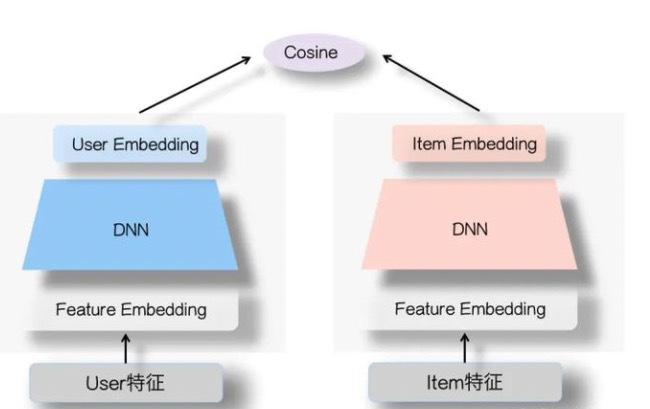 Cosine
User Embedding
Item Embedding
DNN
DNN
Feature Embedding
Feature Embedding
User特征
Item特征